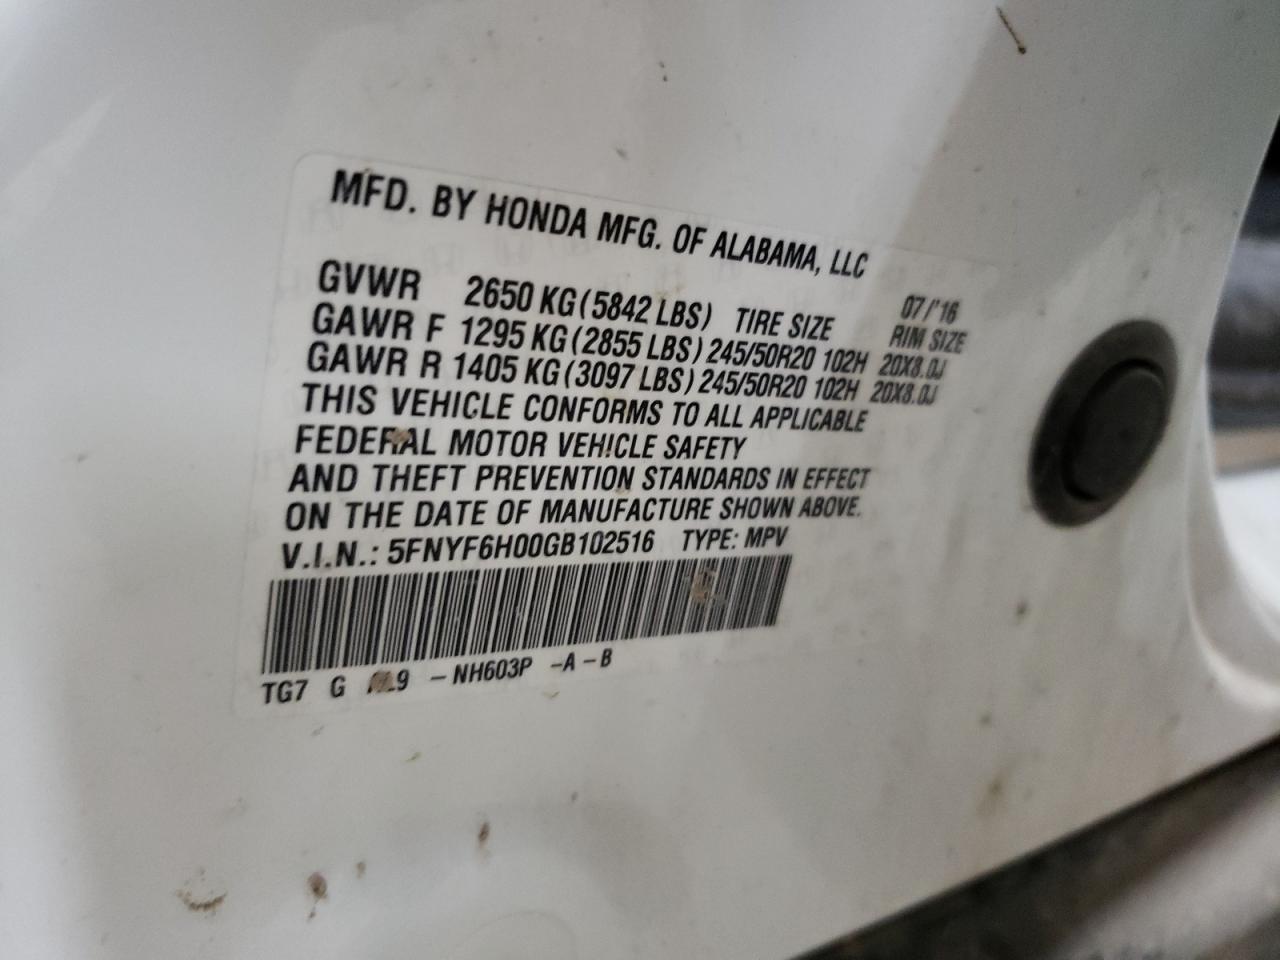 MFD. BY HONDA MFG. OF ALABAMA, LLC
07/'16
GVWR 2650 KG(5842 LBS) TIRE SIZE RIM SIZE
GAWR F 1295 KG(2855 LBS) 245/50R20 102H 20X8.0J
GAWR R 1405 KG(3097 LBS) 245/50R20 102H 20X8.0J
THIS VEHICLE CONFORMS TO ALL APPLICABLE
FEDERAL MOTOR VEHICLE SAFETY
AND THEFT PREVENTION STANDARDS IN EFFECT
ON THE DATE OF MANUFACTURE SHOWN ABOVE.
V.I.N.: 5FNYF6H00GB102516 TYPE: MPV
TG7 G -NH603P -A-B